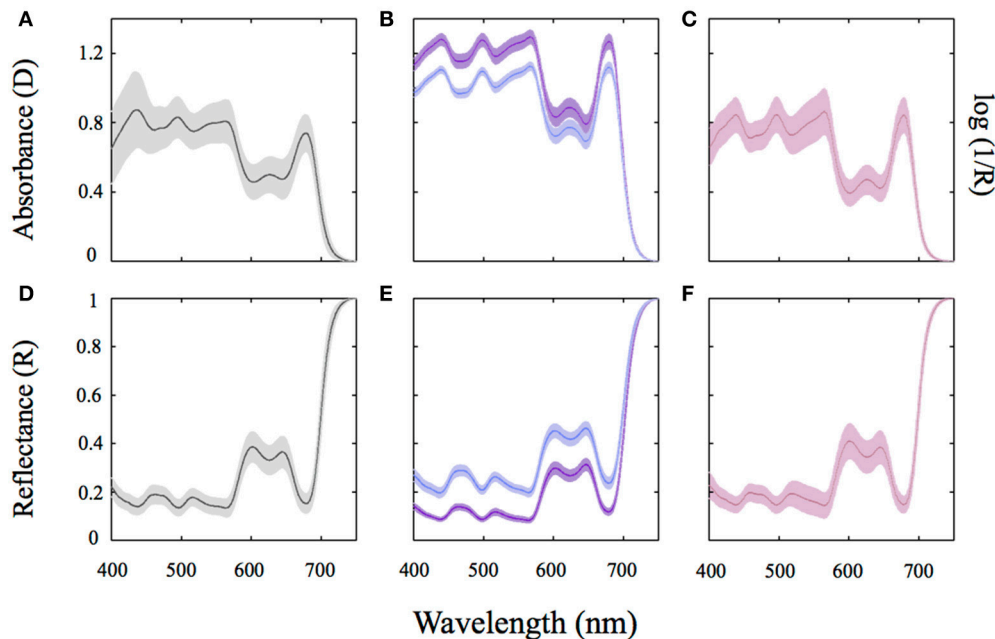 A B C
Absorbance (D)
1.2
0.8
0.4
0
log (1/R)
D E F
Reflectance (R)
1
0.8
0.6
0.4
0.2
0
400 500 600 700 400 500 600 700 400 500 600 700
Wavelength (nm)